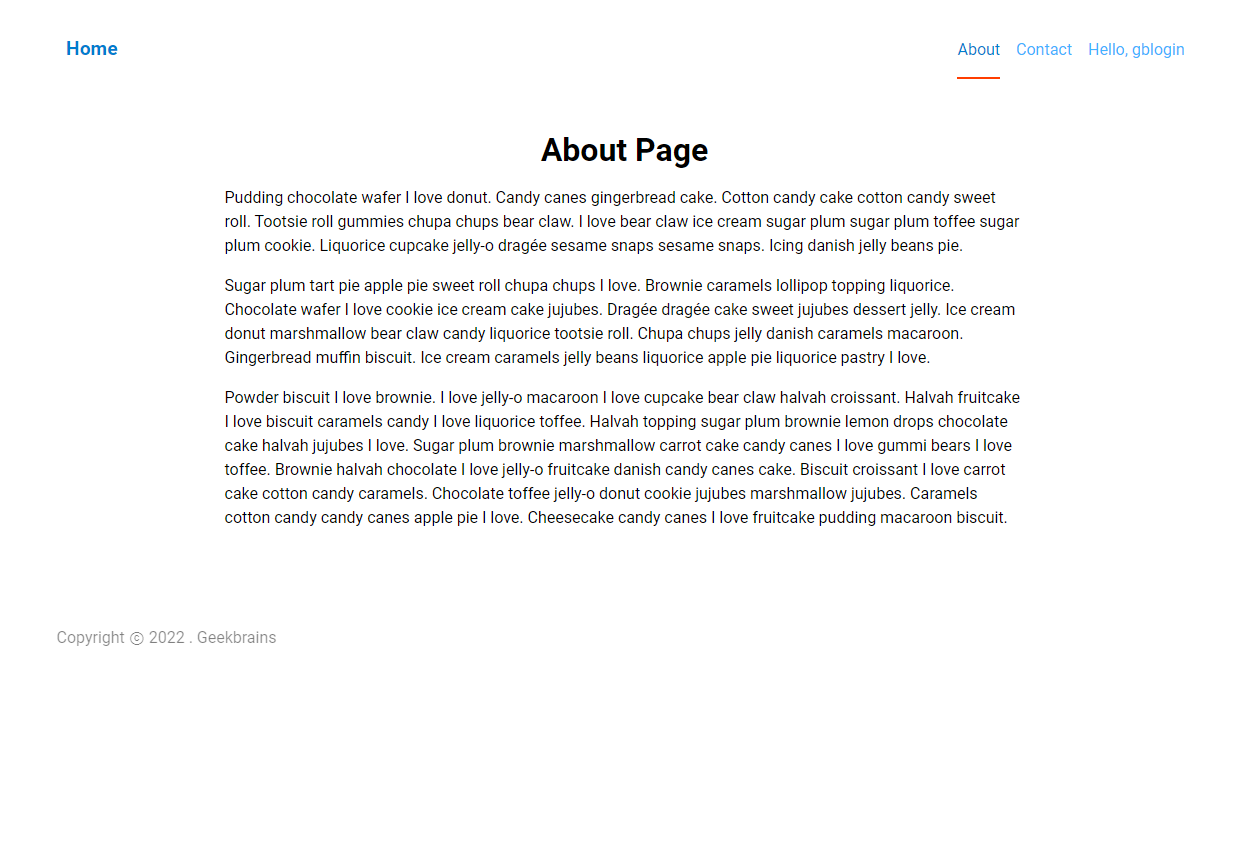 Home
About Contact Hello, gblogin
About Page
Pudding chocolate wafer I love donut. Candy canes gingerbread cake. Cotton candy cake cotton candy sweet
roll. Tootsie roll gummies chupa chups bear claw. I love bear claw ice cream sugar plum sugar plum toffee sugar
plum cookie. Liquorice cupcake jelly-o dragée sesame snaps sesame snaps. Icing danish jelly beans pie.
Sugar plum tart pie apple pie sweet roll chupa chups I love. Brownie caramels lollipop topping liquorice.
Chocolate wafer I love cookie ice cream cake jujubes. Dragée dragée cake sweet jujubes dessert jelly. Ice cream
donut marshmallow bear claw candy liquorice tootsie roll. Chupa chups jelly danish caramels macaroon.
Gingerbread muffin biscuit. Ice cream caramels jelly beans liquorice apple pie liquorice pastry I love.
Powder biscuit I love brownie. I love jelly-o macaroon I love cupcake bear claw halvah croissant. Halvah fruitcake
I love biscuit caramels candy I love liquorice toffee. Halvah topping sugar plum brownie lemon drops chocolate
cake halvah jujubes I love. Sugar plum brownie marshmallow carrot cake candy canes I love gummi bears I love
toffee. Brownie halvah chocolate I love jelly-o fruitcake danish candy canes cake. Biscuit croissant I love carrot
cake cotton candy caramels. Chocolate toffee jelly-o donut cookie jujubes marshmallow jujubes. Caramels
cotton candy candy canes apple pie I love. Cheesecake candy canes I love fruitcake pudding macaroon biscuit.
Copyright © 2022 . Geekbrains